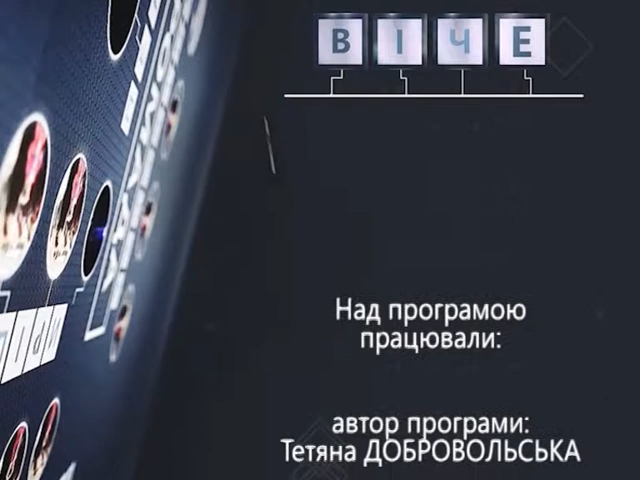 ВІЧЕ
Над програмою
працювали:
автор програми:
Тетяна ДОБРОВОЛЬСЬКА